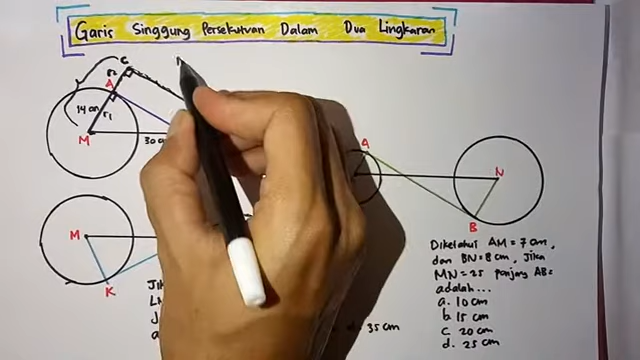 Garis Singgung Persekutuan Dalam Dua Lingkaran
C
r2
A
14 cm
r1
M
30 c
M
K
A
N
B
Diketahui AM = 7 cm,
dan BN = 8 cm, Jika
MN = 25 panjang AB =
adalah ...
a. 10 cm
b. 15 cm
c. 20 cm
d. 25 cm
d. 35 cm